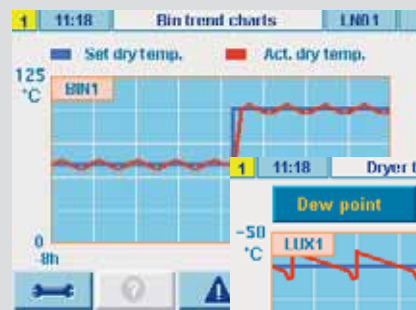 1 11:18 Bin trend charts LND1
Set dry temp. Act. dry temp.
125
°C
BIN1
0
8h
1 11:18 Dryer t
Dew point
-50
°C
LUX1